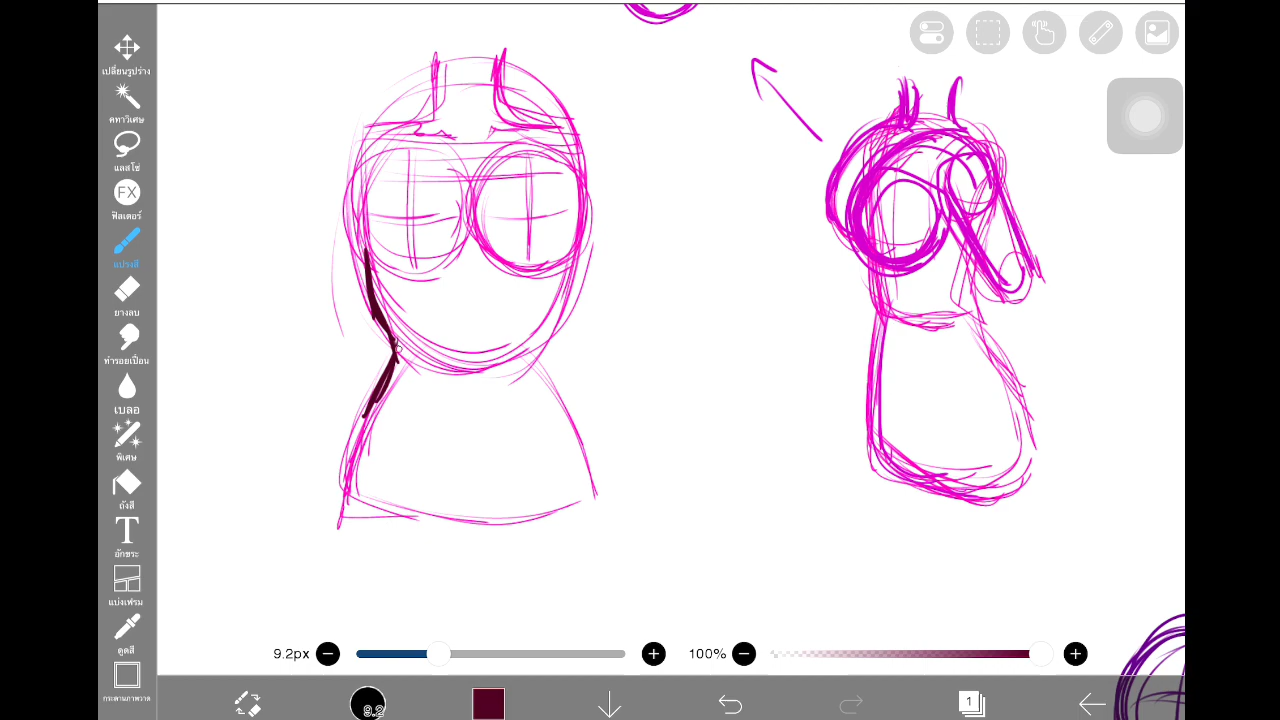 เปลี่ยนรูปร่าง
คทาวิเศษ
แลสโซ่
FX
ฟิลเตอร์
แปรงสี
ยางลบ
ทำรอยเปื้อน
เบลอ
พิเศษ
ถังสี
T
อักขระ
แบ่งเฟรม
ดูดสี
กระดานภาพวาด
9.2px
100%
9.2
1